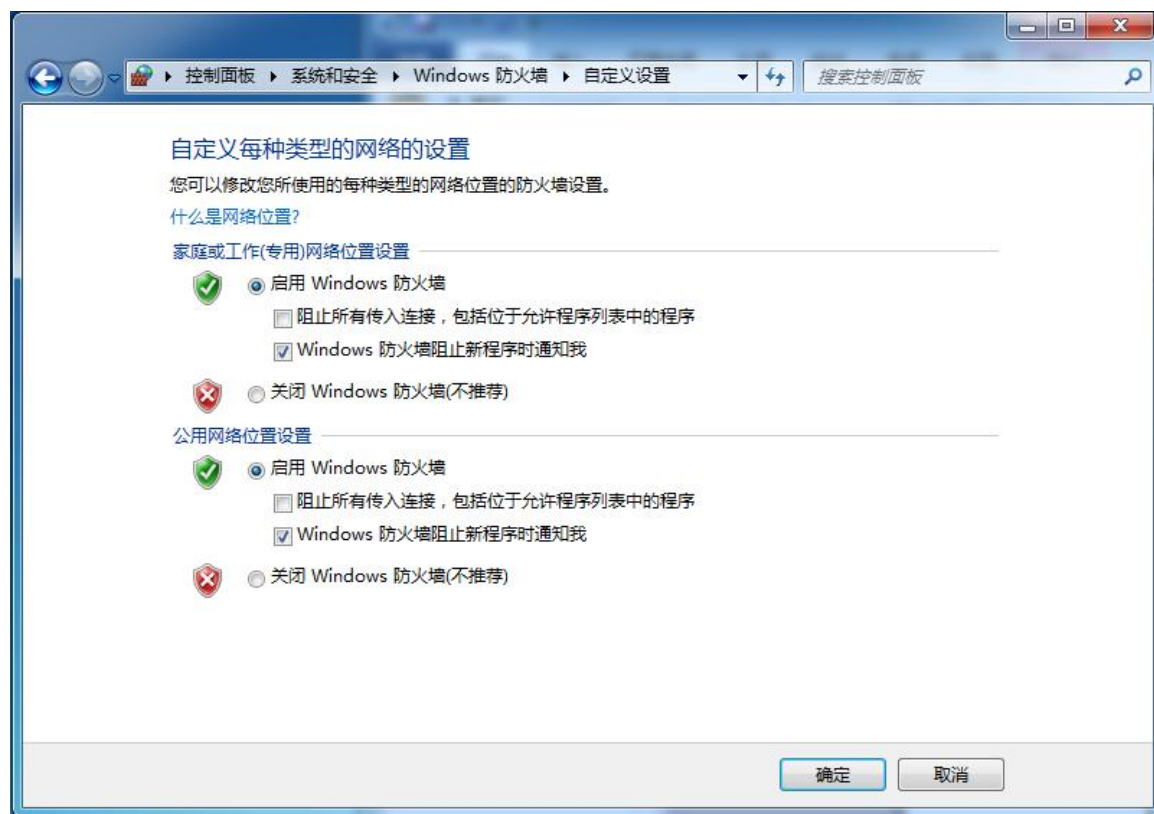 控制面板 系统和安全 Windows 防火墙 自定义设置 搜索控制面板
自定义每种类型的网络的设置
您可以修改您所使用的每种类型的网络位置的防火墙设置。
什么是网络位置?
家庭或工作(专用)网络位置设置
启用 Windows 防火墙
阻止所有传入连接，包括位于允许程序列表中的程序
Windows 防火墙阻止新程序时通知我
关闭 Windows 防火墙(不推荐)
公用网络位置设置
启用 Windows 防火墙
阻止所有传入连接，包括位于允许程序列表中的程序
Windows 防火墙阻止新程序时通知我
关闭 Windows 防火墙(不推荐)
确定 取消